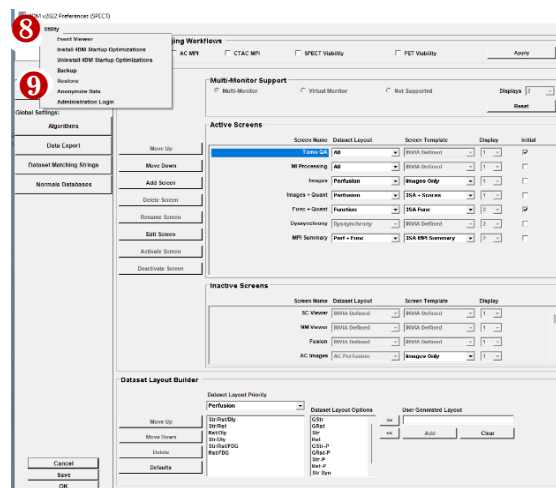 4DM v2022 Preferences (SPECT)
8
Utility
Event Viewer
Install 4DM Startup Optimizations
Uninstall 4DM Startup Optimizations
Backup
9
Restore
Anonymize Data
Administration Login
ging Workflows
AC MPI
CTAC MPI
SPECT Viability
PET Viability
Apply
Multi-Monitor Support
Multi-Monitor
Virtual Monitor
Not Supported
Displays 2
Reset
Global Settings:
Algorithms
Data Export
Dataset Matching Strings
Normals Databases
Active Screens
Screen Name Dataset Layout Screen Template Display Initial
Move Up
Move Down
Add Screen
Delete Screen
Rename Screen
Edit Screen
Activate Screen
Deactivate Screen
Tomo QA All INVIA Defined 1
MI Processing All INVIA Defined 1
Images Perfusion Images Only 1
Images + Quant Perfusion JSA + Scores 1
Func + Quant Function JSA Func 2
Dyssynchrony Dyssynchrony INVIA Defined 1
MPI Summary Perf + Func JSA MPI Summary 2
Inactive Screens
Screen Name Dataset Layout Screen Template Display
SC Viewer INVIA Defined INVIA Defined 1
NM Viewer INVIA Defined INVIA Defined 1
Fusion INVIA Defined INVIA Defined 1
AC Images AC Perfusion Images Only 1
Dataset Layout Builder
Dataset Layout Priority
Perfusion
Dataset Layout Options
User Generated Layout
Move Up
Move Down
Delete
Defaults
Str/Rst/Dly
Str/Rst
Rst/Dly
Str/Dly
Str/Rst/FDG
Rst/FDG
GStr
GRst
Str
Rst
GStr-P
GRst-P
Str-P
Rst-P
Str Dyn
>>
<<
Add
Clear
Cancel
Save
OK